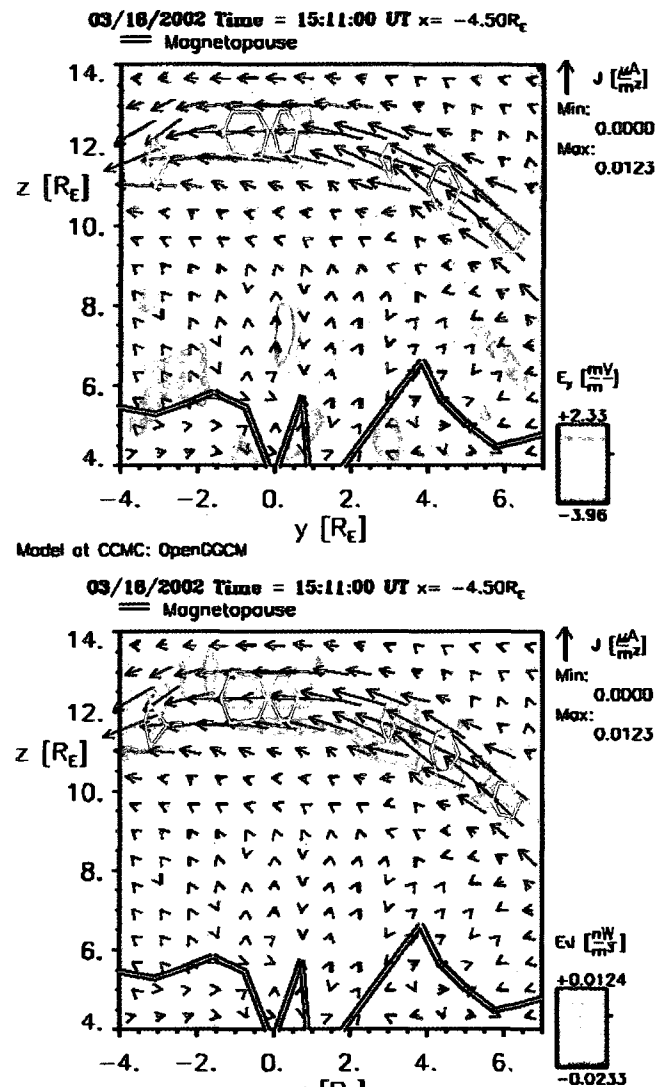 03/16/2002 Time = 15:11:00 UT x= −4.50R_E
Magnetopause
14.
12.
10.
8.
6.
4.
z [R_E]
−4. −2. 0. 2. 4. 6.
y [R_E]
J [μA/m²]
Min:
0.0000
Max:
0.0123
E_y [mV/m]
+2.33
−3.96
Model at CCMC: OpenGGCM
03/16/2002 Time = 15:11:00 UT x= −4.50R_E
Magnetopause
14.
12.
10.
8.
6.
4.
z [R_E]
−4. −2. 0. 2. 4. 6.
J [μA/m²]
Min:
0.0000
Max:
0.0123
EJ [nW/m³]
+0.0124
−0.0233